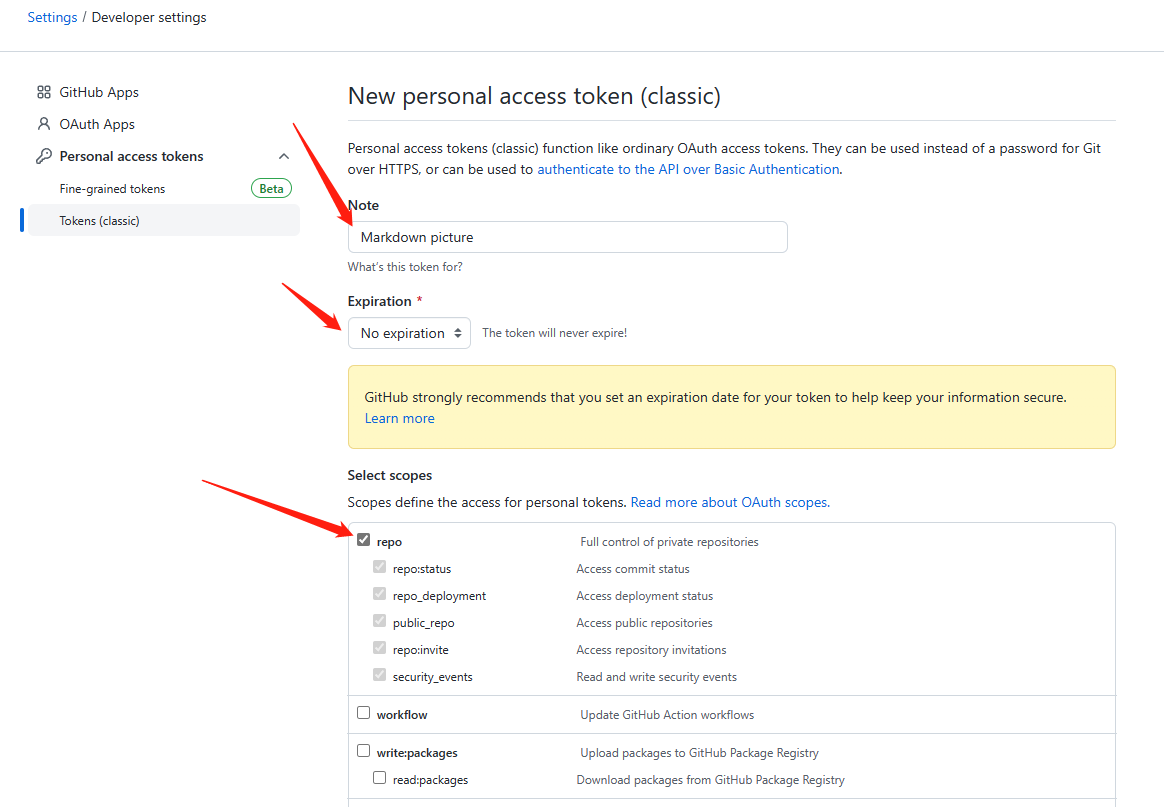 Settings / Developer settings
GitHub Apps
OAuth Apps
Personal access tokens
Fine-grained tokens Beta
Tokens (classic)
New personal access token (classic)
Personal access tokens (classic) function like ordinary OAuth access tokens. They can be used instead of a password for Git
over HTTPS, or can be used to authenticate to the API over Basic Authentication.
Note
Markdown picture
What's this token for?
Expiration *
No expiration The token will never expire!
GitHub strongly recommends that you set an expiration date for your token to help keep your information secure.
Learn more
Select scopes
Scopes define the access for personal tokens. Read more about OAuth scopes.
repo Full control of private repositories
repo:status Access commit status
repo_deployment Access deployment status
public_repo Access public repositories
repo:invite Access repository invitations
security_events Read and write security events
workflow Update GitHub Action workflows
write:packages Upload packages to GitHub Package Registry
read:packages Download packages from GitHub Package Registry